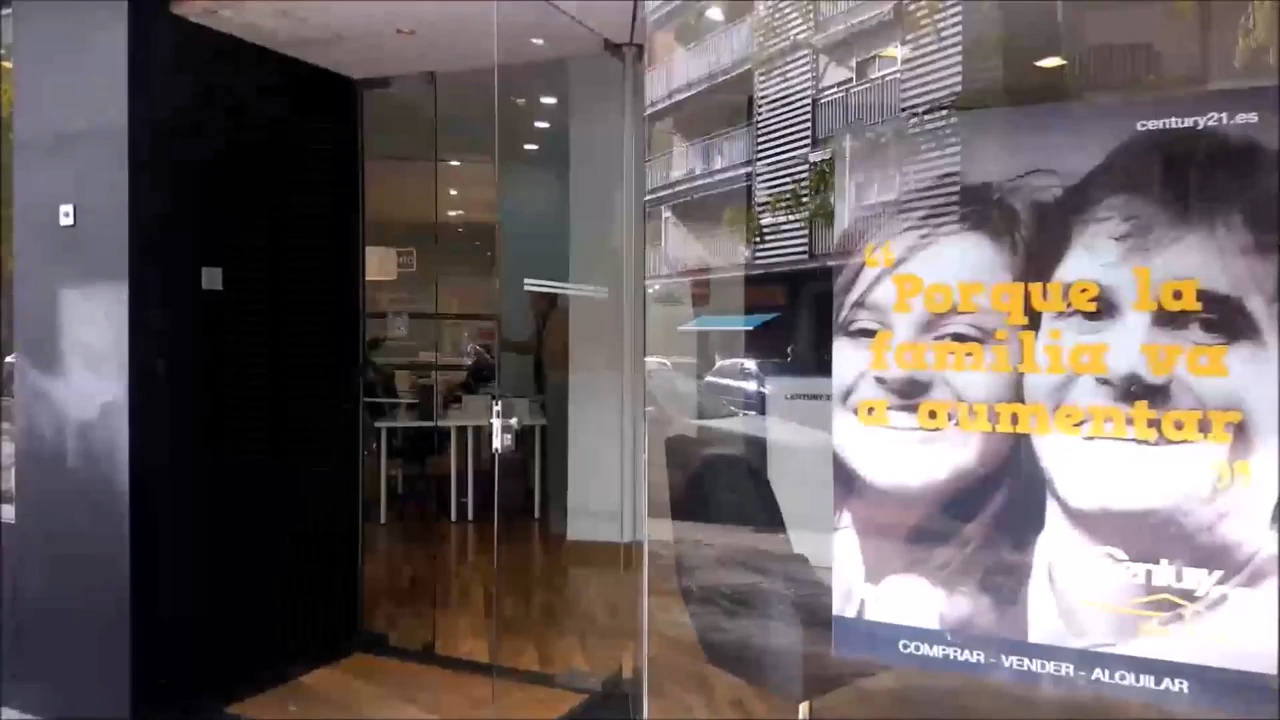 century21.es
“Porque la
familia va
a aumentar
”
Century
COMPRAR - VENDER - ALQUILAR